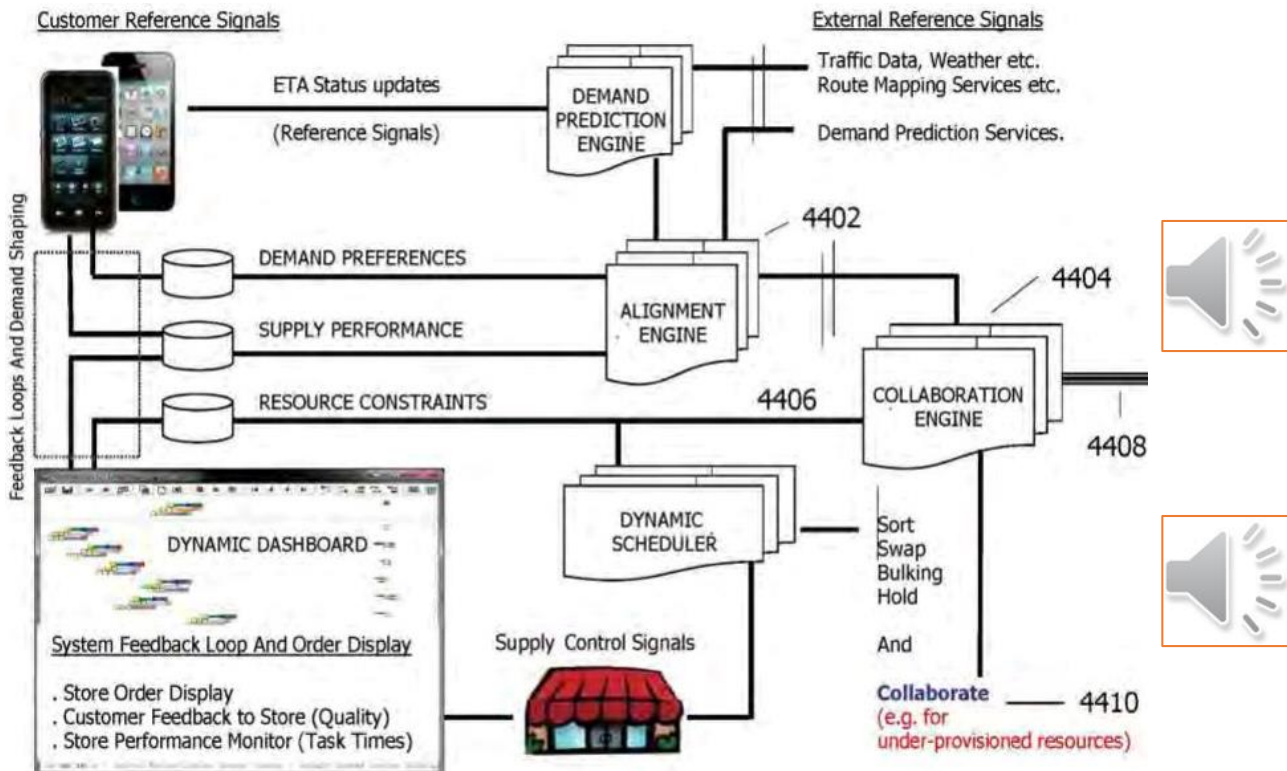 Customer Reference Signals
External Reference Signals
ETA Status updates
(Reference Signals)
DEMAND
PREDICTION
ENGINE
Traffic Data, Weather etc.
Route Mapping Services etc.
Demand Prediction Services.
Feedback Loops And Demand Shaping
4402
DEMAND PREFERENCES
4404
ALIGNMENT
ENGINE
SUPPLY PERFORMANCE
RESOURCE CONSTRAINTS
4406
COLLABORATION
ENGINE
4408
DYNAMIC
SCHEDULER
Sort
Swap
Bulking
Hold
And
Collaborate
(e.g. for
under-provisioned resources)
4410
DYNAMIC DASHBOARD
System Feedback Loop And Order Display
. Store Order Display
. Customer Feedback to Store (Quality)
. Store Performance Monitor (Task Times)
Supply Control Signals